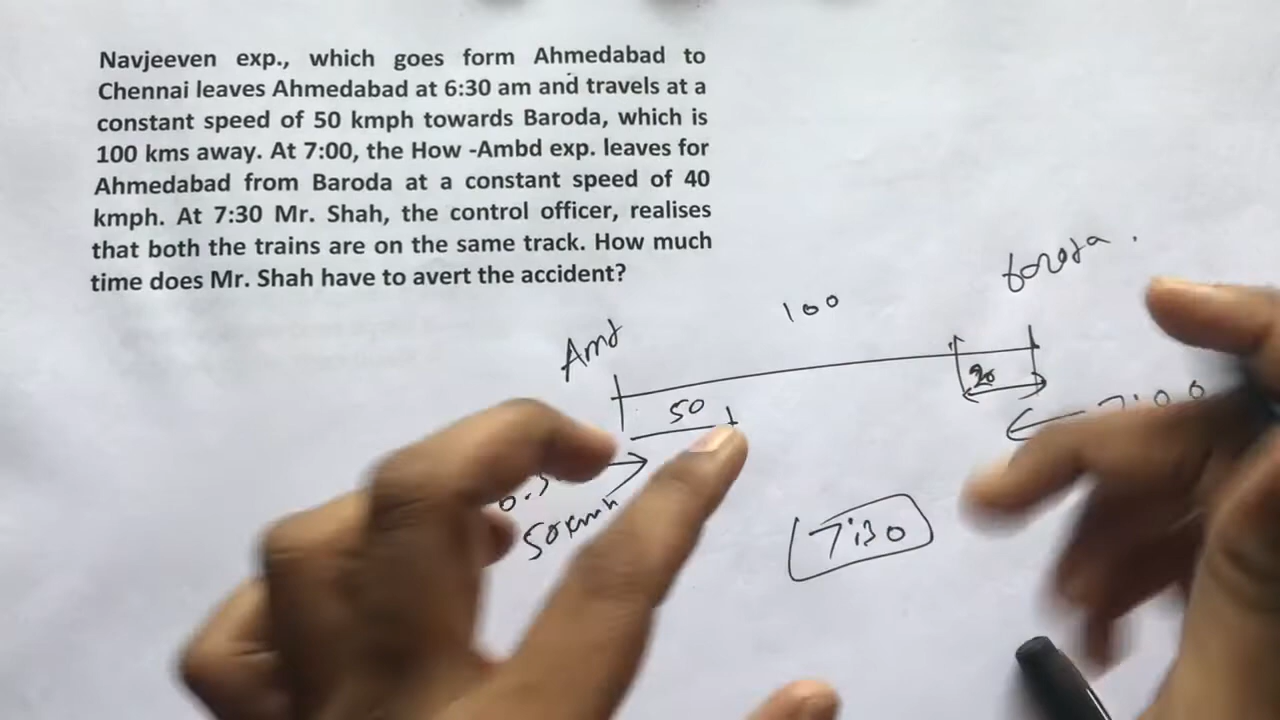 Navjeeven exp., which goes form Ahmedabad to
Chennai leaves Ahmedabad at 6:30 am and travels at a
constant speed of 50 kmph towards Baroda, which is
100 kms away. At 7:00, the How -Ambd exp. leaves for
Ahmedabad from Baroda at a constant speed of 40
kmph. At 7:30 Mr. Shah, the control officer, realises
that both the trains are on the same track. How much
time does Mr. Shah have to avert the accident?
100
20
50
7:00
7:30